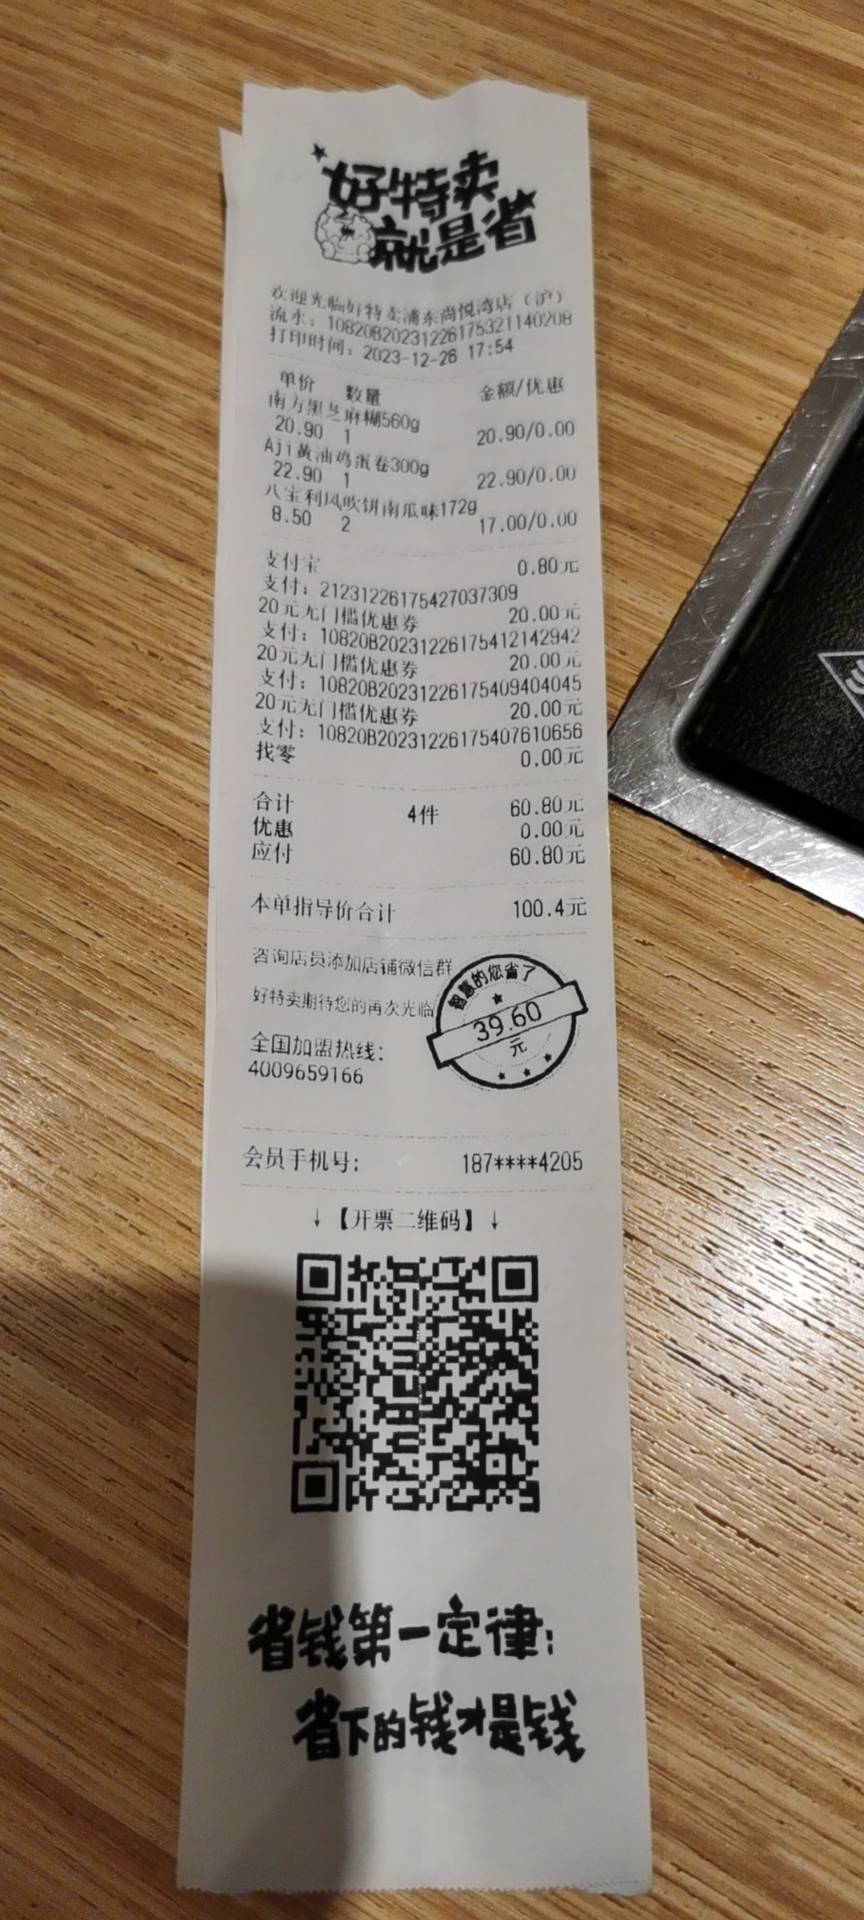 好特卖
就是省
欢迎光临好特卖浦东尚悦湾店（沪）
流水：10820B20231226175321140208
打印时间：2023-12-26 17:54
单价 数量 金额/优惠
南方黑芝麻糊560g
20.90 1 20.90/0.00
Aji黄油鸡蛋卷300g
22.90 1 22.90/0.00
八宝利风吹饼南瓜味172g
8.50 2 17.00/0.00
支付宝 0.80元
支付：21231226175427037309
20元无门槛优惠券 20.00元
支付：10820B20231226175412142942
20元无门槛优惠券 20.00元
支付：10820B20231226175409404045
20元无门槛优惠券 20.00元
支付：10820B20231226175407610656
找零 0.00元
合计 4件 60.80元
优惠 0.00元
应付 60.80元
本单指导价合计 100.4元
咨询店员添加店铺微信群
好特卖期待您的再次光临
智慧的您省了
39.60
元
全国加盟热线：
4009659166
会员手机号： 187****4205
↓【开票二维码】↓
省钱第一定律：
省下的钱才是钱